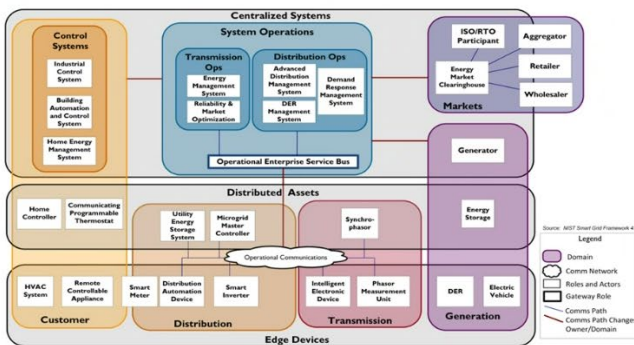 Centralized Systems
Control
Systems
Industrial
Control
System
Building
Automation
and Control
System
Home Energy
Management
System
System Operations
Transmission
Ops
Energy
Management
System
Reliability &
Market
Optimization
Distribution Ops
Advanced
Distribution
Management
System
DER
Management
System
Demand
Response
Management
System
Operational Enterprise Service Bus
ISO/RTO
Participant
Aggregator
Energy
Market
Clearinghouse
Retailer
Wholesaler
Markets
Generator
Distributed Assets
Home
Controller
Communicating
Programmable
Thermostat
Utility
Energy
Storage
System
Microgrid
Master
Controller
Synchro-
phasor
Energy
Storage
Operational Communications
HVAC
System
Remote
Controllable
Appliance
Smart
Meter
Distribution
Automation
Device
Smart
Inverter
Intelligent
Electronic
Device
Phasor
Measurement
Unit
DER
Electric
Vehicle
Customer
Distribution
Transmission
Generation
Edge Devices
Source: NIST Smart Grid Framework 4
Legend
Domain
Comm Network
Roles and Actors
Gateway Role
Comms Path
Comms Path Change
Owner/Domain